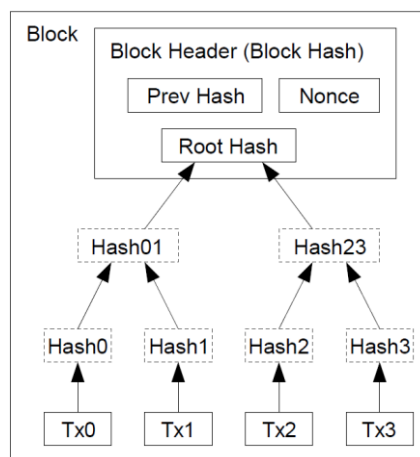 Block
Block Header (Block Hash)
Prev Hash
Nonce
Root Hash
Hash01
Hash23
Hash0
Hash1
Hash2
Hash3
Tx0
Tx1
Tx2
Tx3